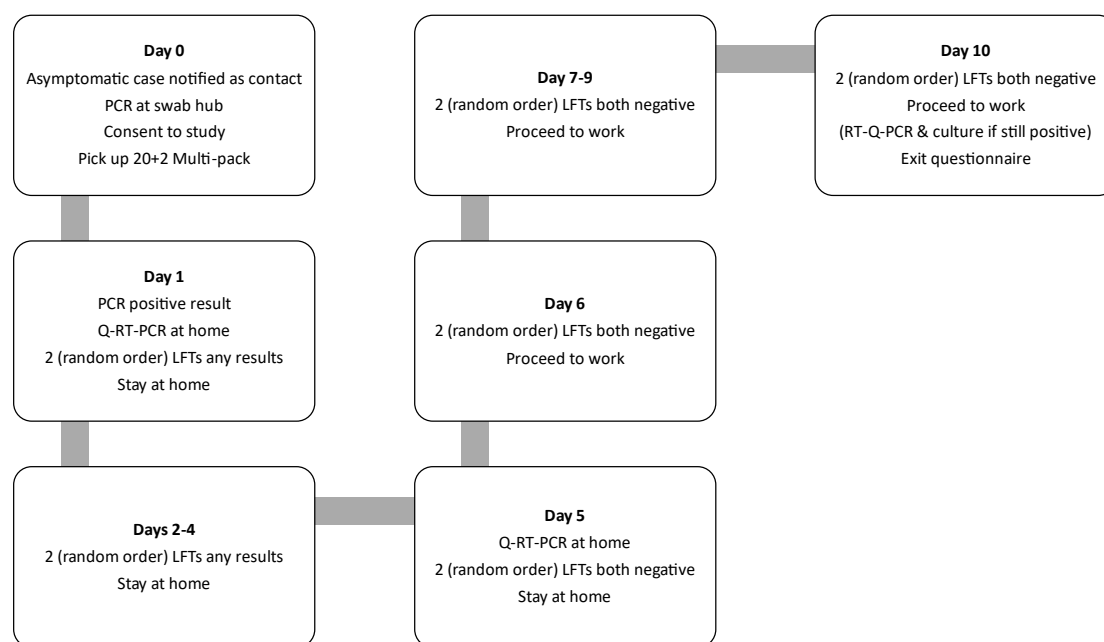 Day 0
Asymptomatic case notified as contact
PCR at swab hub
Consent to study
Pick up 20+2 Multi-pack
Day 1
PCR positive result
Q-RT-PCR at home
2 (random order) LFTs any results
Stay at home
Days 2-4
2 (random order) LFTs any results
Stay at home
Day 5
Q-RT-PCR at home
2 (random order) LFTs both negative
Stay at home
Day 6
2 (random order) LFTs both negative
Proceed to work
Day 7-9
2 (random order) LFTs both negative
Proceed to work
Day 10
2 (random order) LFTs both negative
Proceed to work
(RT-Q-PCR & culture if still positive)
Exit questionnaire